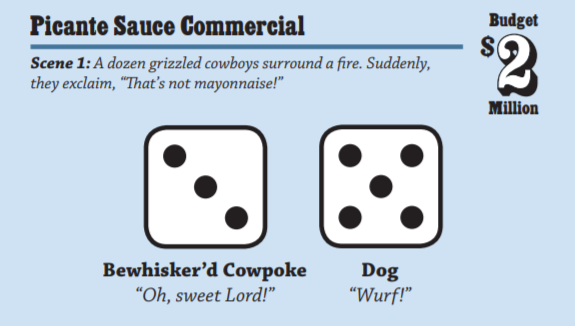 Picante Sauce Commercial
Budget
$2
Million
Scene 1: A dozen grizzled cowboys surround a fire. Suddenly,
they exclaim, “That’s not mayonnaise!”
Bewhisker’d Cowpoke
“Oh, sweet Lord!”
Dog
“Wurf!”